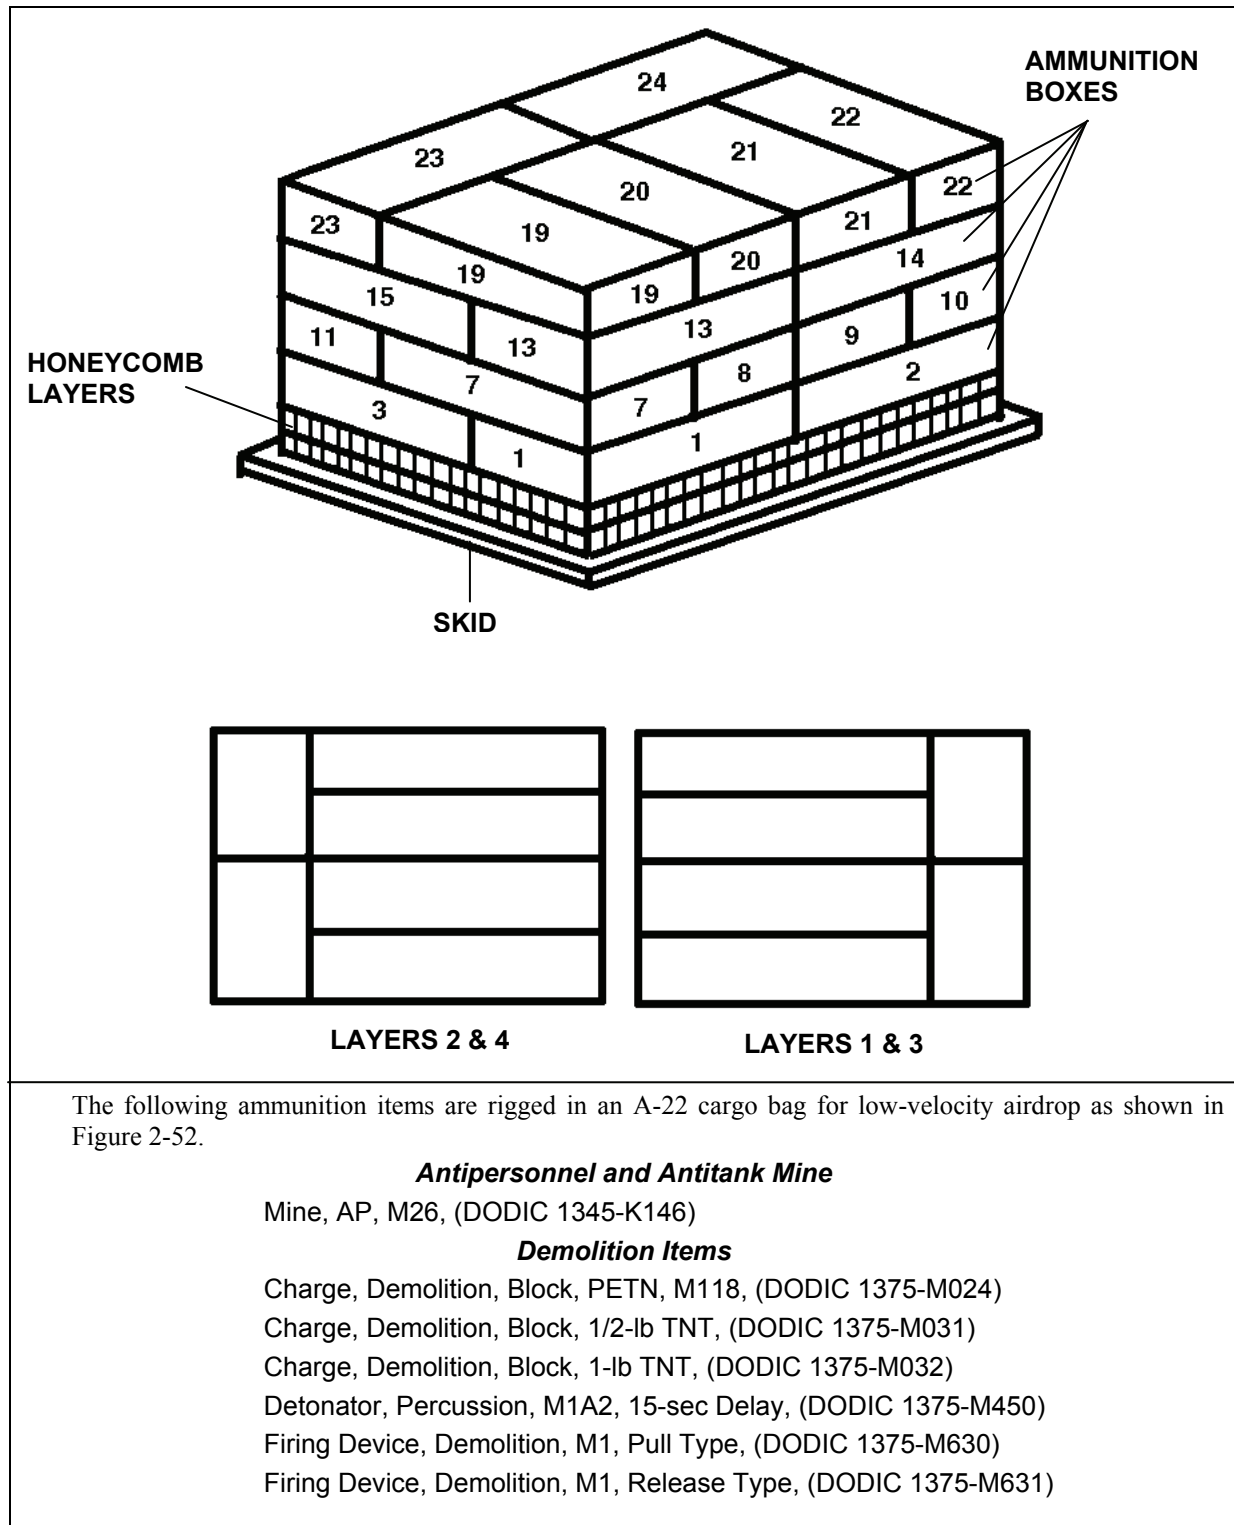 AMMUNITION
BOXES
24
22
23
21
20
22
19
23
21
19
20
14
19
15
13
10
11
13
9
HONEYCOMB
LAYERS
7
8
2
3
7
1
1
SKID
LAYERS 2 & 4
LAYERS 1 & 3
The following ammunition items are rigged in an A-22 cargo bag for low-velocity airdrop as shown in
Figure 2-52.
Antipersonnel and Antitank Mine
Mine, AP, M26, (DODIC 1345-K146)
Demolition Items
Charge, Demolition, Block, PETN, M118, (DODIC 1375-M024)
Charge, Demolition, Block, 1/2-lb TNT, (DODIC 1375-M031)
Charge, Demolition, Block, 1-lb TNT, (DODIC 1375-M032)
Detonator, Percussion, M1A2, 15-sec Delay, (DODIC 1375-M450)
Firing Device, Demolition, M1, Pull Type, (DODIC 1375-M630)
Firing Device, Demolition, M1, Release Type, (DODIC 1375-M631)